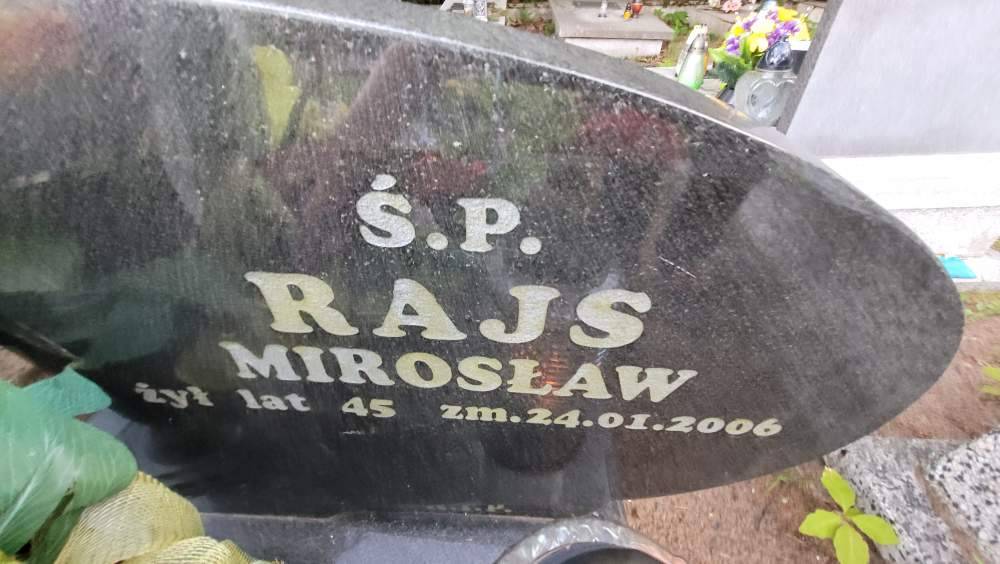 Ś.P.
RAJS
MIROSŁAW
żył lat 45 zm.24.01.2006